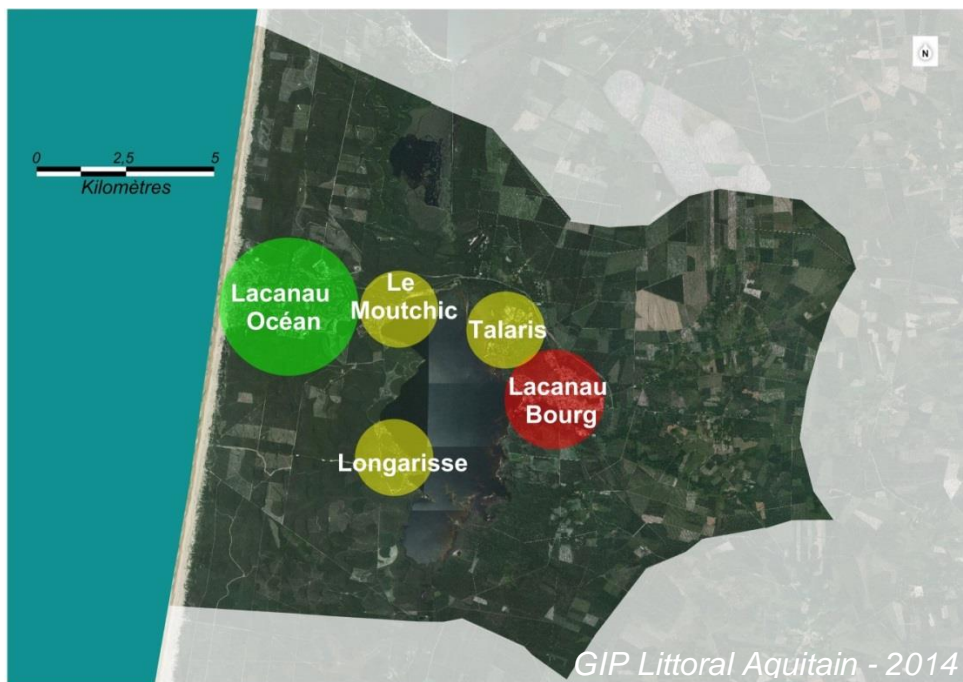 N
0 2,5 5
Kilomètres
Lacanau
Océan
Le
Moutchic
Talaris
Lacanau
Bourg
Longarisse
GIP Littoral Aquitain - 2014